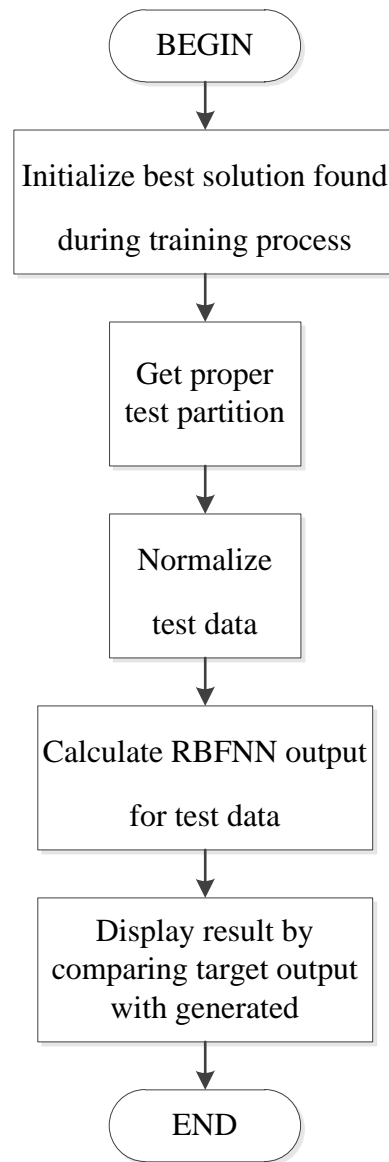 BEGIN
Initialize best solution found
during training process
Get proper
test partition
Normalize
test data
Calculate RBFNN output
for test data
Display result by
comparing target output
with generated
END